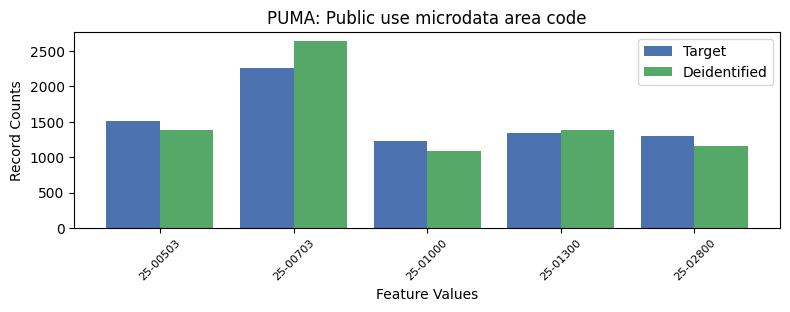 PUMA: Public use microdata area code
Record Counts
2500
2000
1500
1000
500
0
Target
Deidentified
25-00503
25-00703
25-01000
25-01300
25-02800
Feature Values